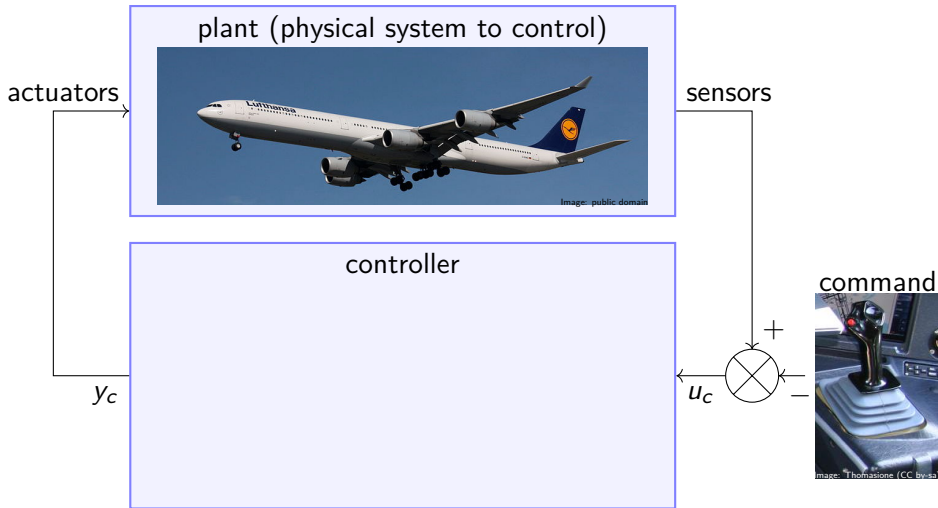 plant (physical system to control)
Lufthansa
Image: public domain
actuators
sensors
controller
command
+
−
y_c
u_c
Image: Thomasione (CC by-sa